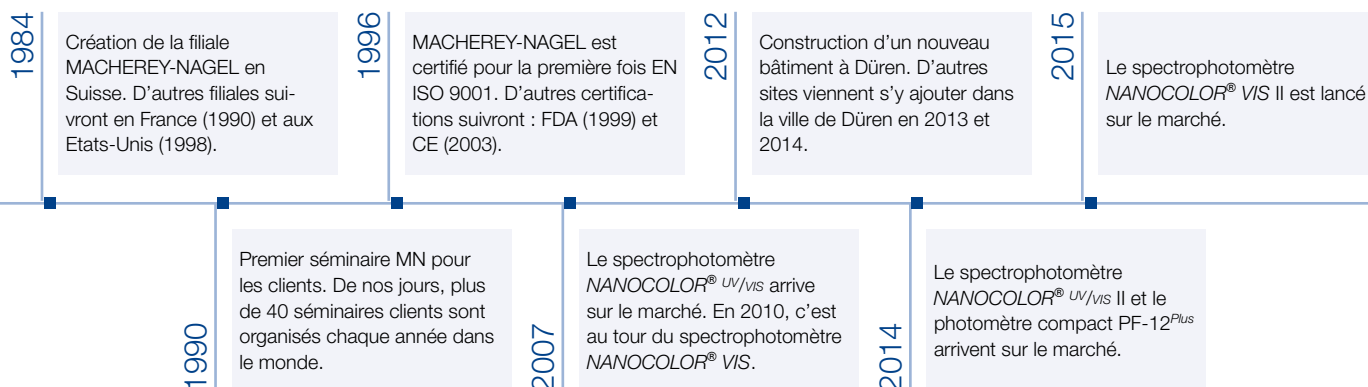 1984
Création de la filiale
MACHEREY-NAGEL en
Suisse. D'autres filiales sui-
vront en France (1990) et aux
Etats-Unis (1998).
1990
Premier séminaire MN pour
les clients. De nos jours, plus
de 40 séminaires clients sont
organisés chaque année dans
le monde.
1996
MACHEREY-NAGEL est
certifié pour la première fois EN
ISO 9001. D'autres certifica-
tions suivront : FDA (1999) et
CE (2003).
2007
Le spectrophotomètre
NANOCOLOR® UV/VIS arrive
sur le marché. En 2010, c'est
au tour du spectrophotomètre
NANOCOLOR® VIS.
2012
Construction d'un nouveau
bâtiment à Düren. D'autres
sites viennent s'y ajouter dans
la ville de Düren en 2013 et
2014.
2014
Le spectrophotomètre
NANOCOLOR® UV/VIS II et le
photomètre compact PF-12Plus
arrivent sur le marché.
2015
Le spectrophotomètre
NANOCOLOR® VIS II est lancé
sur le marché.